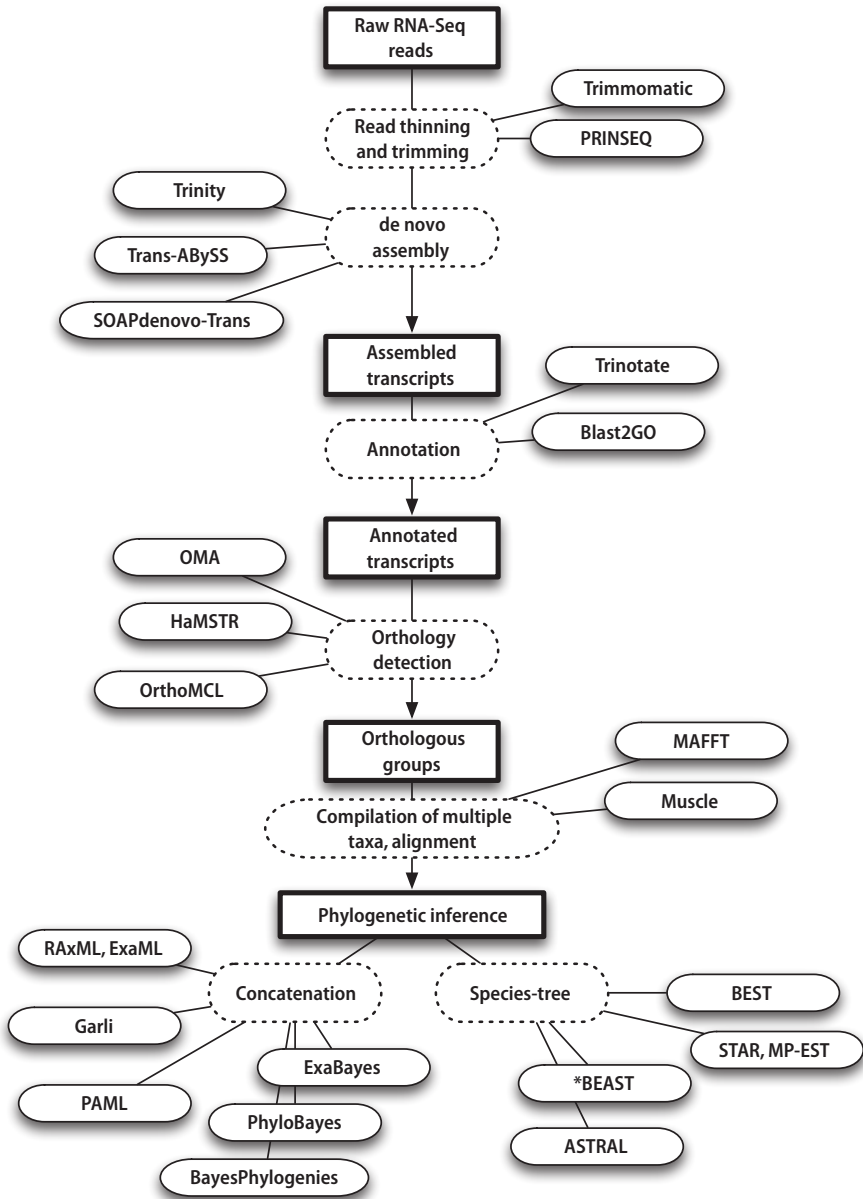 Raw RNA-Seq
reads
Trimmomatic
Read thinning
and trimming
PRINSEQ
Trinity
de novo
assembly
Trans-ABySS
SOAPdenovo-Trans
Assembled
transcripts
Trinotate
Annotation
Blast2GO
Annotated
transcripts
OMA
HaMSTR
Orthology
detection
OrthoMCL
Orthologous
groups
MAFFT
Muscle
Compilation of multiple
taxa, alignment
Phylogenetic inference
RAxML, ExaML
Concatenation
Species-tree
BEST
Garli
STAR, MP-EST
ExaBayes
*BEAST
PAML
PhyloBayes
ASTRAL
BayesPhylogenies